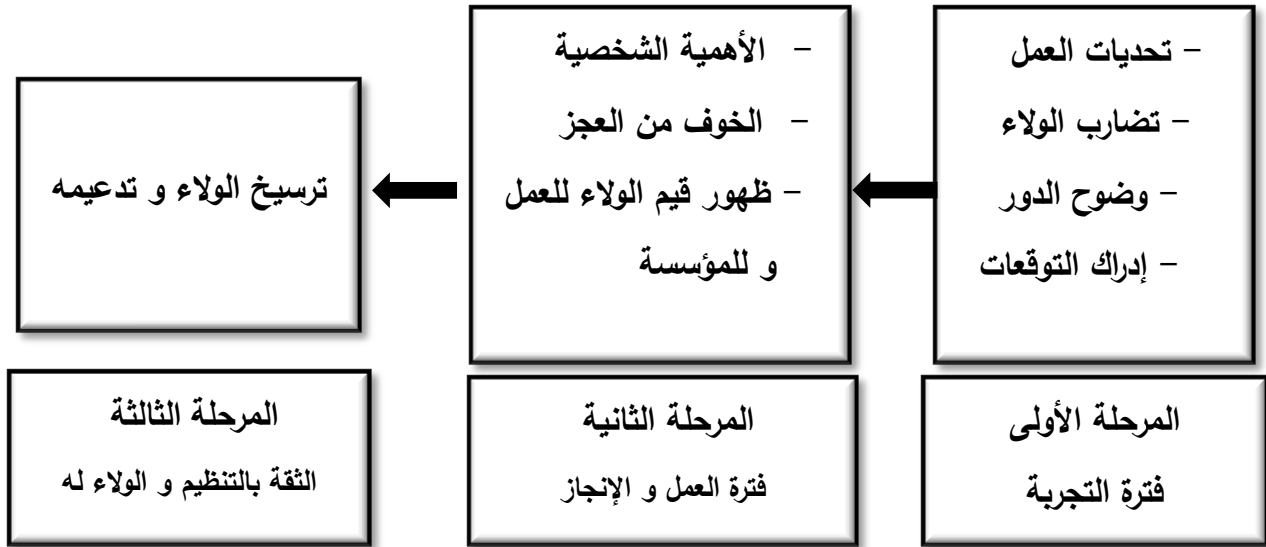 – تحديات العمل
– تضارب الولاء
– وضوح الدور
– إدراك التوقعات
– الأهمية الشخصية
– الخوف من العجز
– ظهور قيم الولاء للعمل
و للمؤسسة
ترسيخ الولاء و تدعيمه
المرحلة الأولى
فترة التجربة
المرحلة الثانية
فترة العمل و الإنجاز
المرحلة الثالثة
الثقة بالتنظيم و الولاء له